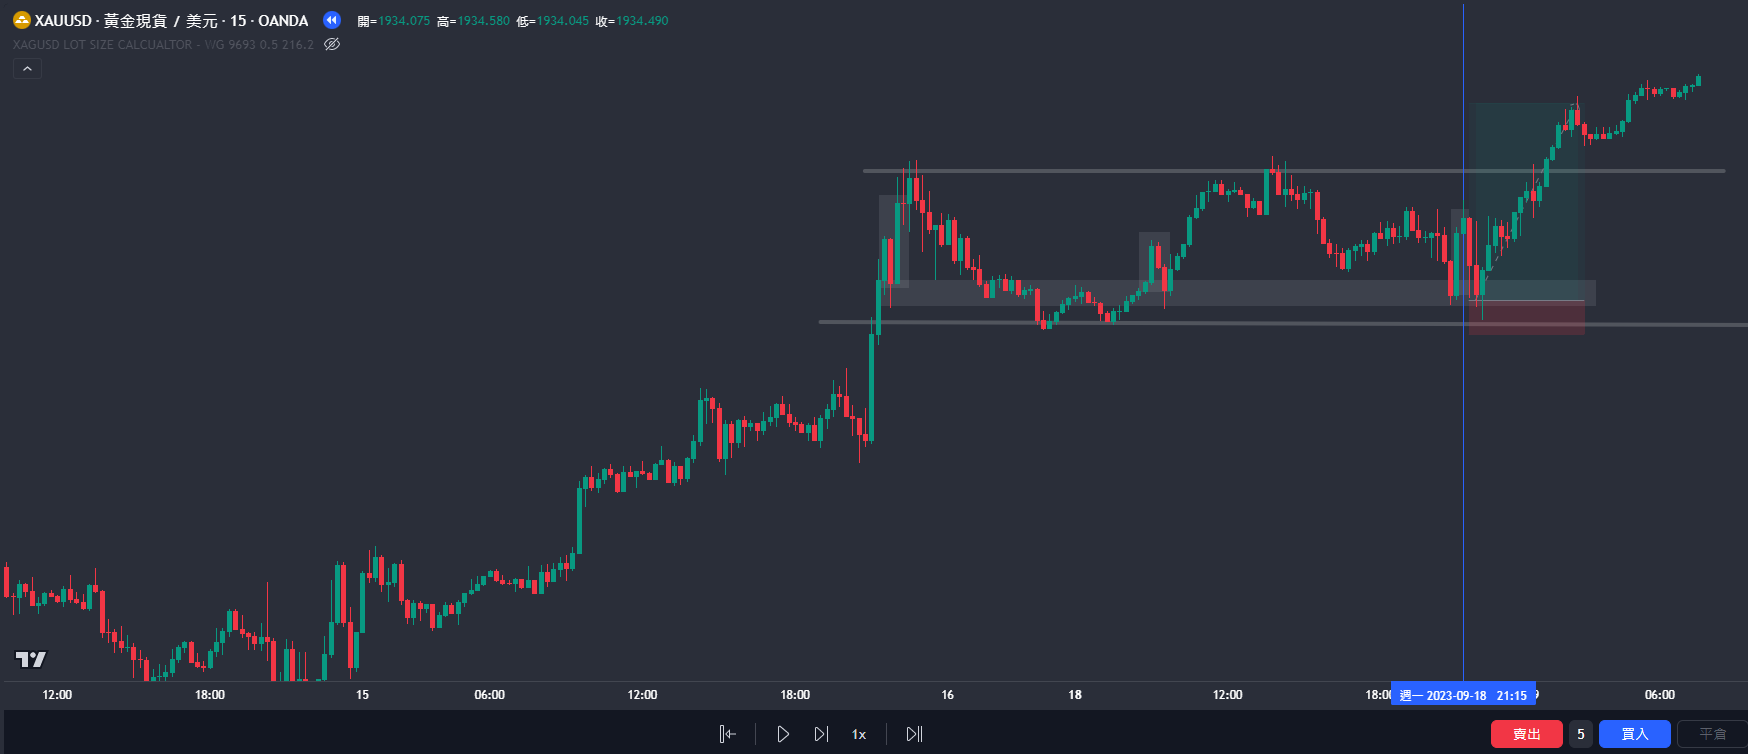 XAUUSD · 黃金現貨 / 美元 · 15 · OANDA 開=1934.075 高=1934.580 低=1934.045 收=1934.490
XAGUSD LOT SIZE CALCUALTOR - WG 9693 0.5 216.2
12:00 18:00 15 06:00 12:00 18:00 16 18 12:00 18:00 週一 2023-09-18 21:15 9 06:00
1x 賣出 5 買入 平倉